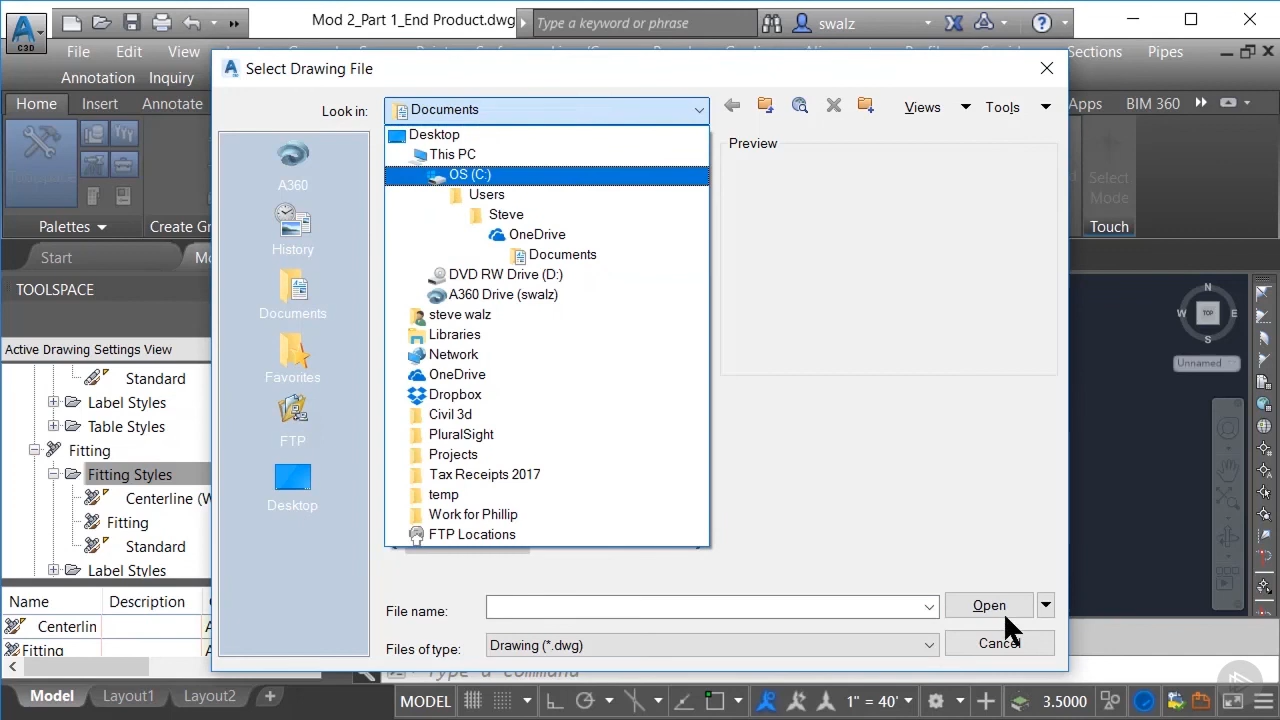 Mod 2_Part 1_End Product.dwg
Type a keyword or phrase
swalz
C3D
File Edit View
Sections Pipes
Annotation Inquiry
Home Insert Annotate
Apps BIM 360
Toolspace
Palettes
Create Gr
Select
Mode
Touch
Start
TOOLSPACE
Active Drawing Settings View
Standard
Label Styles
Table Styles
Fitting
Fitting Styles
Centerline (W
Fitting
Standard
Label Styles
Name Description
Centerlin
Fitting
Select Drawing File
Look in:
Documents
Views Tools
A360
History
Documents
Favorites
FTP
Desktop
Desktop
This PC
OS (C:)
Users
Steve
OneDrive
Documents
DVD RW Drive (D:)
A360 Drive (swalz)
steve walz
Libraries
Network
OneDrive
Dropbox
Civil 3d
PluralSight
Projects
Tax Receipts 2017
temp
Work for Phillip
FTP Locations
Preview
File name:
Open
Files of type:
Drawing (*.dwg)
Cancel
N
W TOP E
S
Unnamed
Type a command
Model Layout1 Layout2 +
MODEL
1" = 40'
3.5000